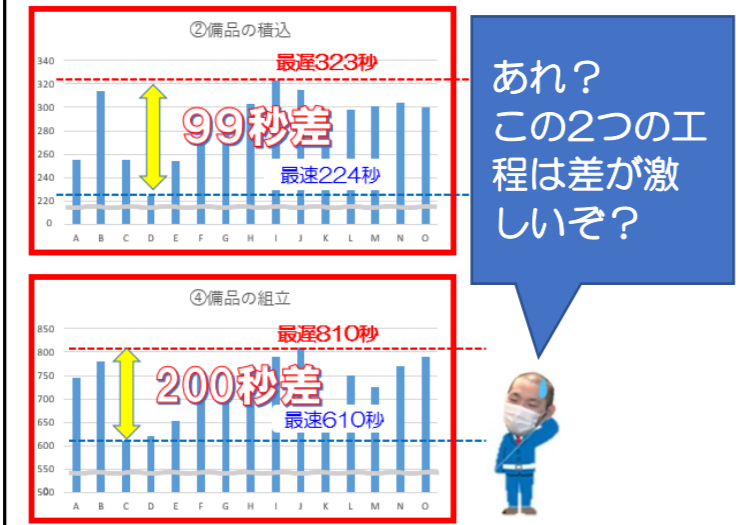 ②備品の積込
340
320
300
280
260
240
220
0
最遅323秒
99秒差
最速224秒
A B C D E F G H I J K L M N O
④備品の組立
850
800
750
700
650
600
550
500
最遅810秒
200秒差
最速610秒
A B C D E F G H I J K L M N O
あれ？
この2つの工
程は差が激
しいぞ？